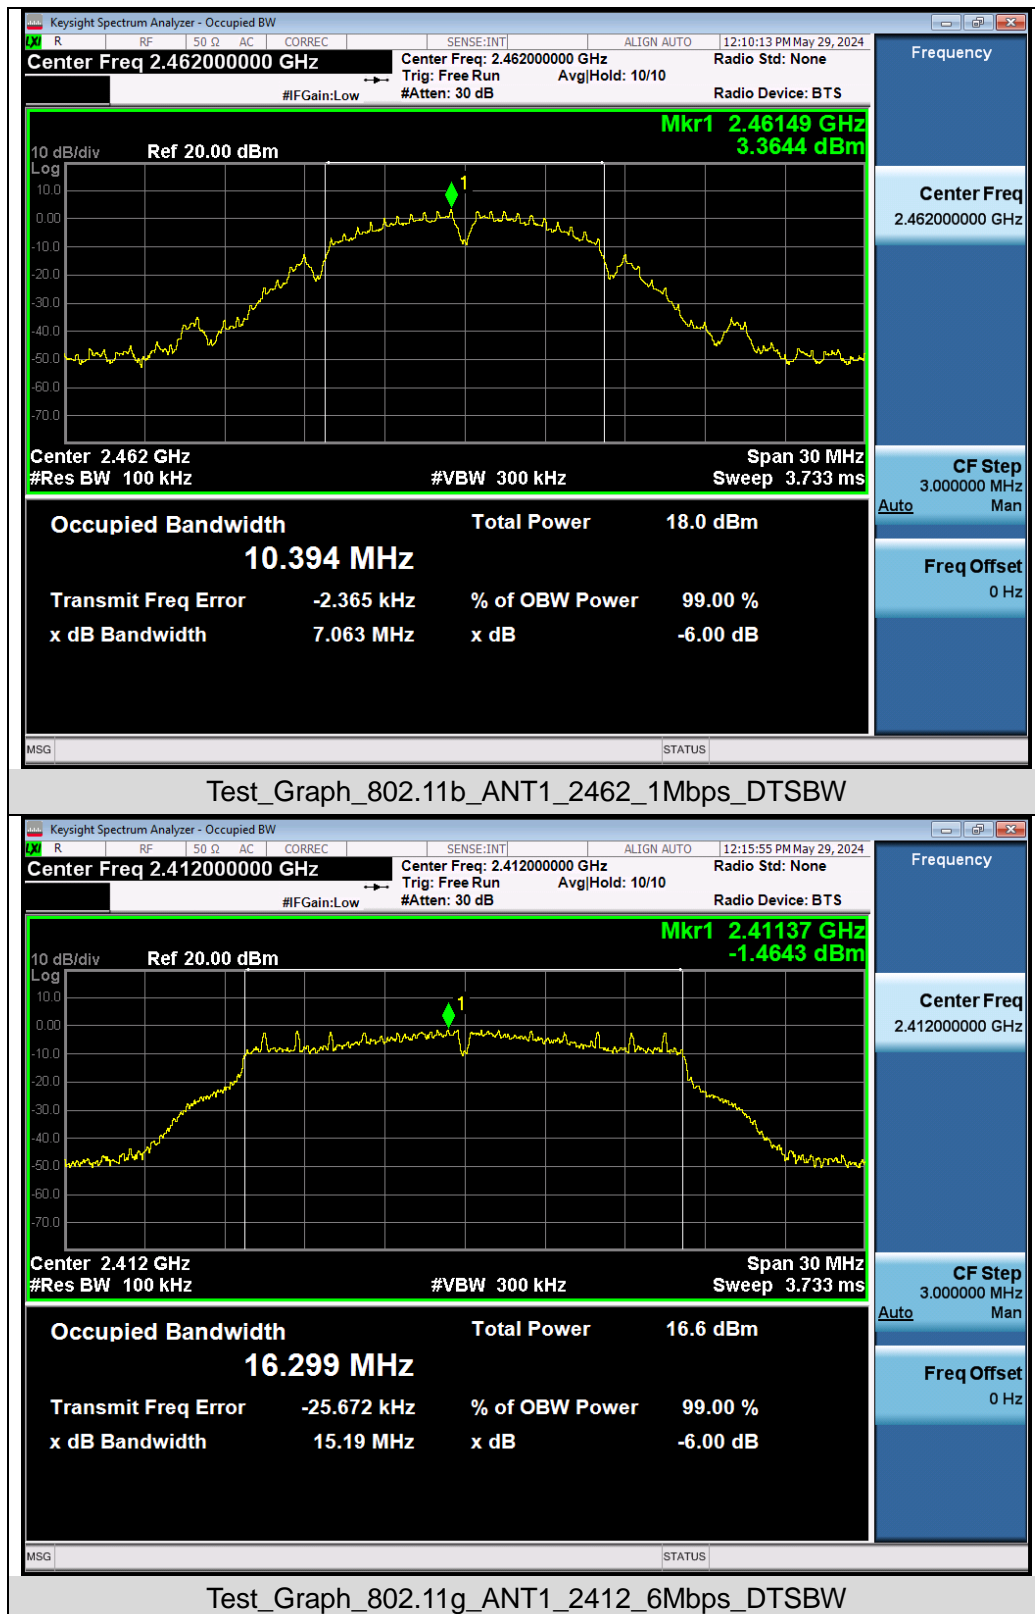 Keysight Spectrum Analyzer - Occupied BW
LXI R RF 50 Ω AC CORREC SENSE:INT ALIGN AUTO 12:10:13 PM May 29, 2024
Center Freq 2.462000000 GHz Center Freq: 2.462000000 GHz Radio Std: None
Trig: Free Run Avg|Hold: 10/10
#IFGain:Low #Atten: 30 dB Radio Device: BTS
Frequency
Mkr1 2.46149 GHz
3.3644 dBm
10 dB/div Ref 20.00 dBm
Log
10.0
0.00
-10.0
-20.0
-30.0
-40.0
-50.0
-60.0
-70.0
1
Center 2.462 GHz Span 30 MHz
#Res BW 100 kHz #VBW 300 kHz Sweep 3.733 ms
Center Freq
2.462000000 GHz
CF Step
3.000000 MHz
Auto Man
Freq Offset
0 Hz
Occupied Bandwidth Total Power 18.0 dBm
10.394 MHz
Transmit Freq Error -2.365 kHz % of OBW Power 99.00 %
x dB Bandwidth 7.063 MHz x dB -6.00 dB
MSG STATUS
Test_Graph_802.11b_ANT1_2462_1Mbps_DTSBW
Keysight Spectrum Analyzer - Occupied BW
LXI R RF 50 Ω AC CORREC SENSE:INT ALIGN AUTO 12:15:55 PM May 29, 2024
Center Freq 2.412000000 GHz Center Freq: 2.412000000 GHz Radio Std: None
Trig: Free Run Avg|Hold: 10/10
#IFGain:Low #Atten: 30 dB Radio Device: BTS
Frequency
Mkr1 2.41137 GHz
-1.4643 dBm
10 dB/div Ref 20.00 dBm
Log
10.0
0.00
-10.0
-20.0
-30.0
-40.0
-50.0
-60.0
-70.0
1
Center 2.412 GHz Span 30 MHz
#Res BW 100 kHz #VBW 300 kHz Sweep 3.733 ms
Center Freq
2.412000000 GHz
CF Step
3.000000 MHz
Auto Man
Freq Offset
0 Hz
Occupied Bandwidth Total Power 16.6 dBm
16.299 MHz
Transmit Freq Error -25.672 kHz % of OBW Power 99.00 %
x dB Bandwidth 15.19 MHz x dB -6.00 dB
MSG STATUS
Test_Graph_802.11g_ANT1_2412_6Mbps_DTSBW